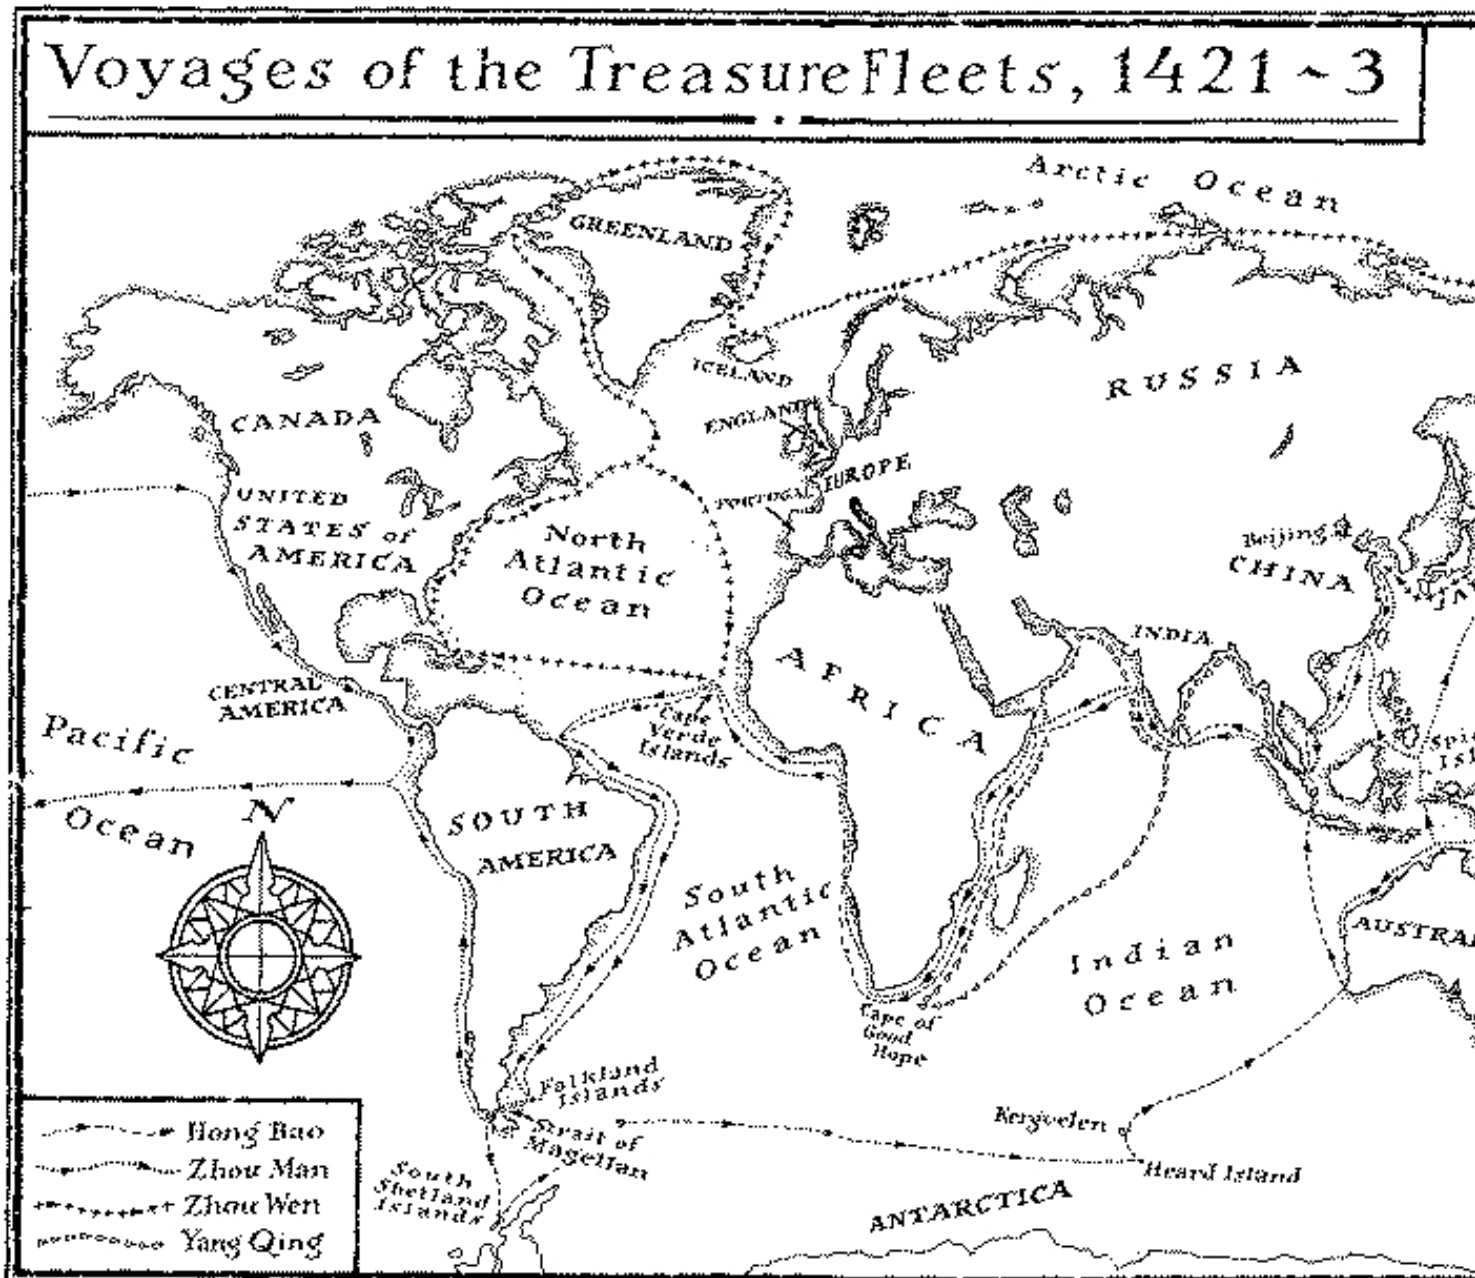 Voyages of the Treasure Fleets, 1421~3
Arctic Ocean
GREENLAND
ICELAND
RUSSIA
CANADA
ENGLAND
EUROPE
PORTUGAL
UNITED
STATES of
AMERICA
North
Atlantic
Ocean
Beijing
CHINA
INDIA
AFRICA
CENTRAL
AMERICA
Cape
Verde
Islands
Pacific
Ocean
N
SOUTH
AMERICA
South
Atlantic
Ocean
Indian
Ocean
AUSTRA
Cape of
Good
Hope
Falkland
Islands
Strait of
Magellan
Kerguelen
Heard Island
South
Shetland
Islands
ANTARCTICA
Hong Bao
Zhou Man
Zhou Wen
Yang Qing